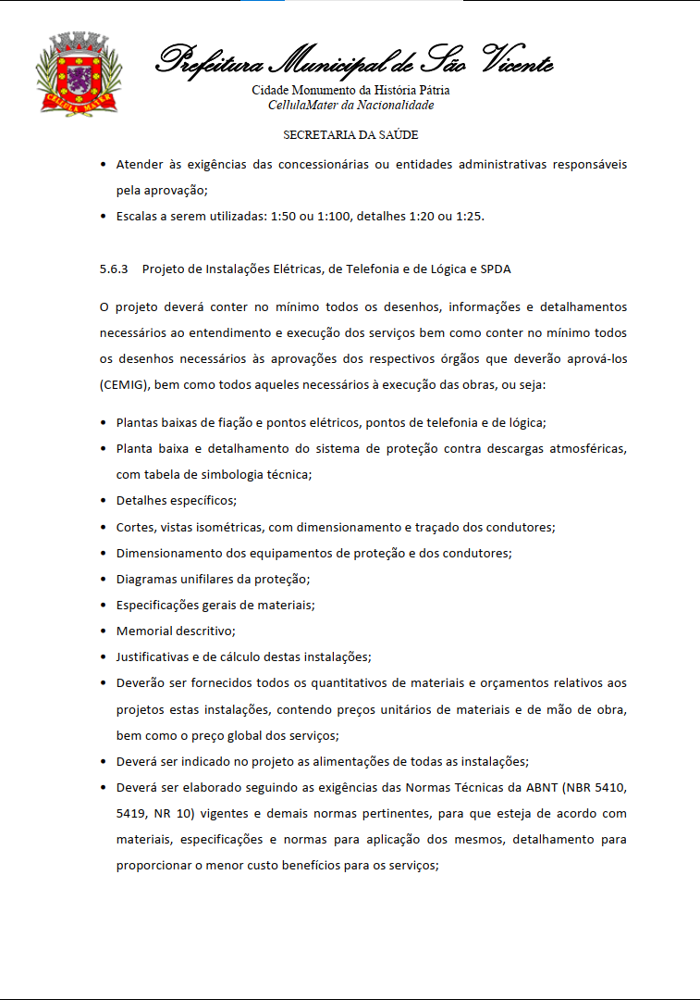 Prefeitura Municipal de São Vicente
Cidade Monumento da História Pátria
CellulaMater da Nacionalidade
CELLULA MATER
SECRETARIA DA SAÚDE
• Atender às exigências das concessionárias ou entidades administrativas responsáveis
pela aprovação;
• Escalas a serem utilizadas: 1:50 ou 1:100, detalhes 1:20 ou 1:25.
5.6.3 Projeto de Instalações Elétricas, de Telefonia e de Lógica e SPDA
O projeto deverá conter no mínimo todos os desenhos, informações e detalhamentos
necessários ao entendimento e execução dos serviços bem como conter no mínimo todos
os desenhos necessários às aprovações dos respectivos órgãos que deverão aprová-los
(CEMIG), bem como todos aqueles necessários à execução das obras, ou seja:
• Plantas baixas de fiação e pontos elétricos, pontos de telefonia e de lógica;
• Planta baixa e detalhamento do sistema de proteção contra descargas atmosféricas,
com tabela de simbologia técnica;
• Detalhes específicos;
• Cortes, vistas isométricas, com dimensionamento e traçado dos condutores;
• Dimensionamento dos equipamentos de proteção e dos condutores;
• Diagramas unifilares da proteção;
• Especificações gerais de materiais;
• Memorial descritivo;
• Justificativas e de cálculo destas instalações;
• Deverão ser fornecidos todos os quantitativos de materiais e orçamentos relativos aos
projetos estas instalações, contendo preços unitários de materiais e de mão de obra,
bem como o preço global dos serviços;
• Deverá ser indicado no projeto as alimentações de todas as instalações;
• Deverá ser elaborado seguindo as exigências das Normas Técnicas da ABNT (NBR 5410,
5419, NR 10) vigentes e demais normas pertinentes, para que esteja de acordo com
materiais, especificações e normas para aplicação dos mesmos, detalhamento para
proporcionar o menor custo benefícios para os serviços;